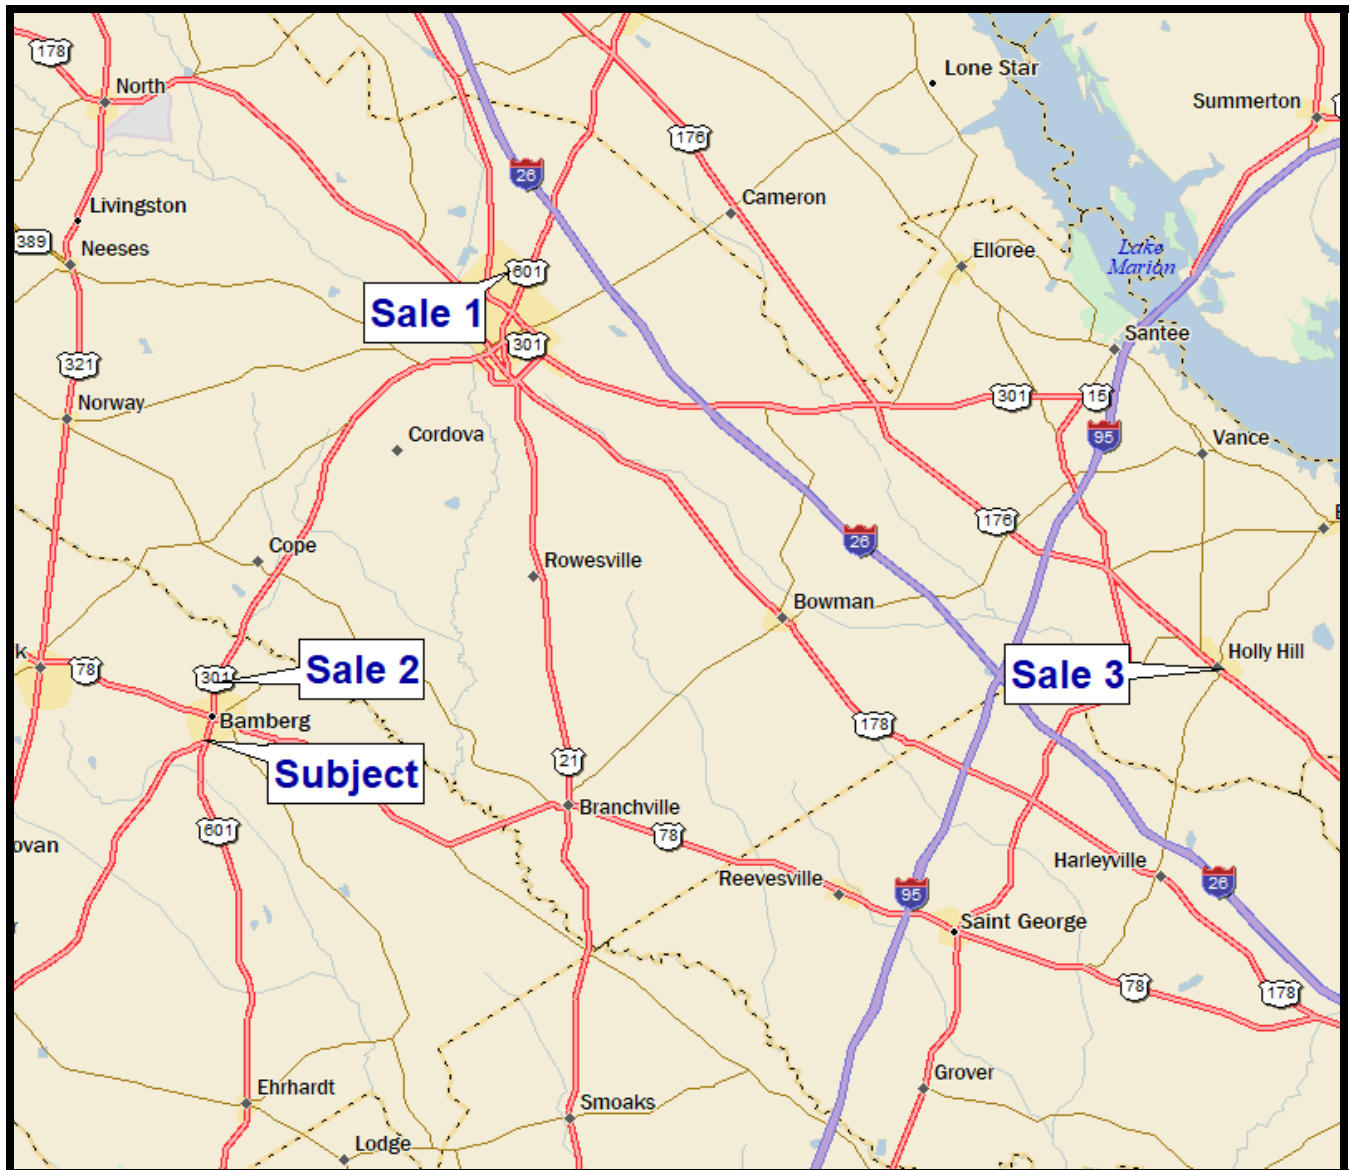 178
North
Lone Star
Summerton
176
26
Cameron
Livingston
389
Neeses
Elloree
Lake
Marion
601
Sale 1
301
Santee
321
Norway
301
15
Cordova
95
Vance
176
26
Cope
Rowesville
Bowman
Holly Hill
k
78
301
Sale 2
Sale 3
Bamberg
178
Subject
21
Branchville
601
78
ovan
Harleyville
Reevesville
95
26
Saint George
78
178
Grover
Ehrhardt
Smoaks
Lodge